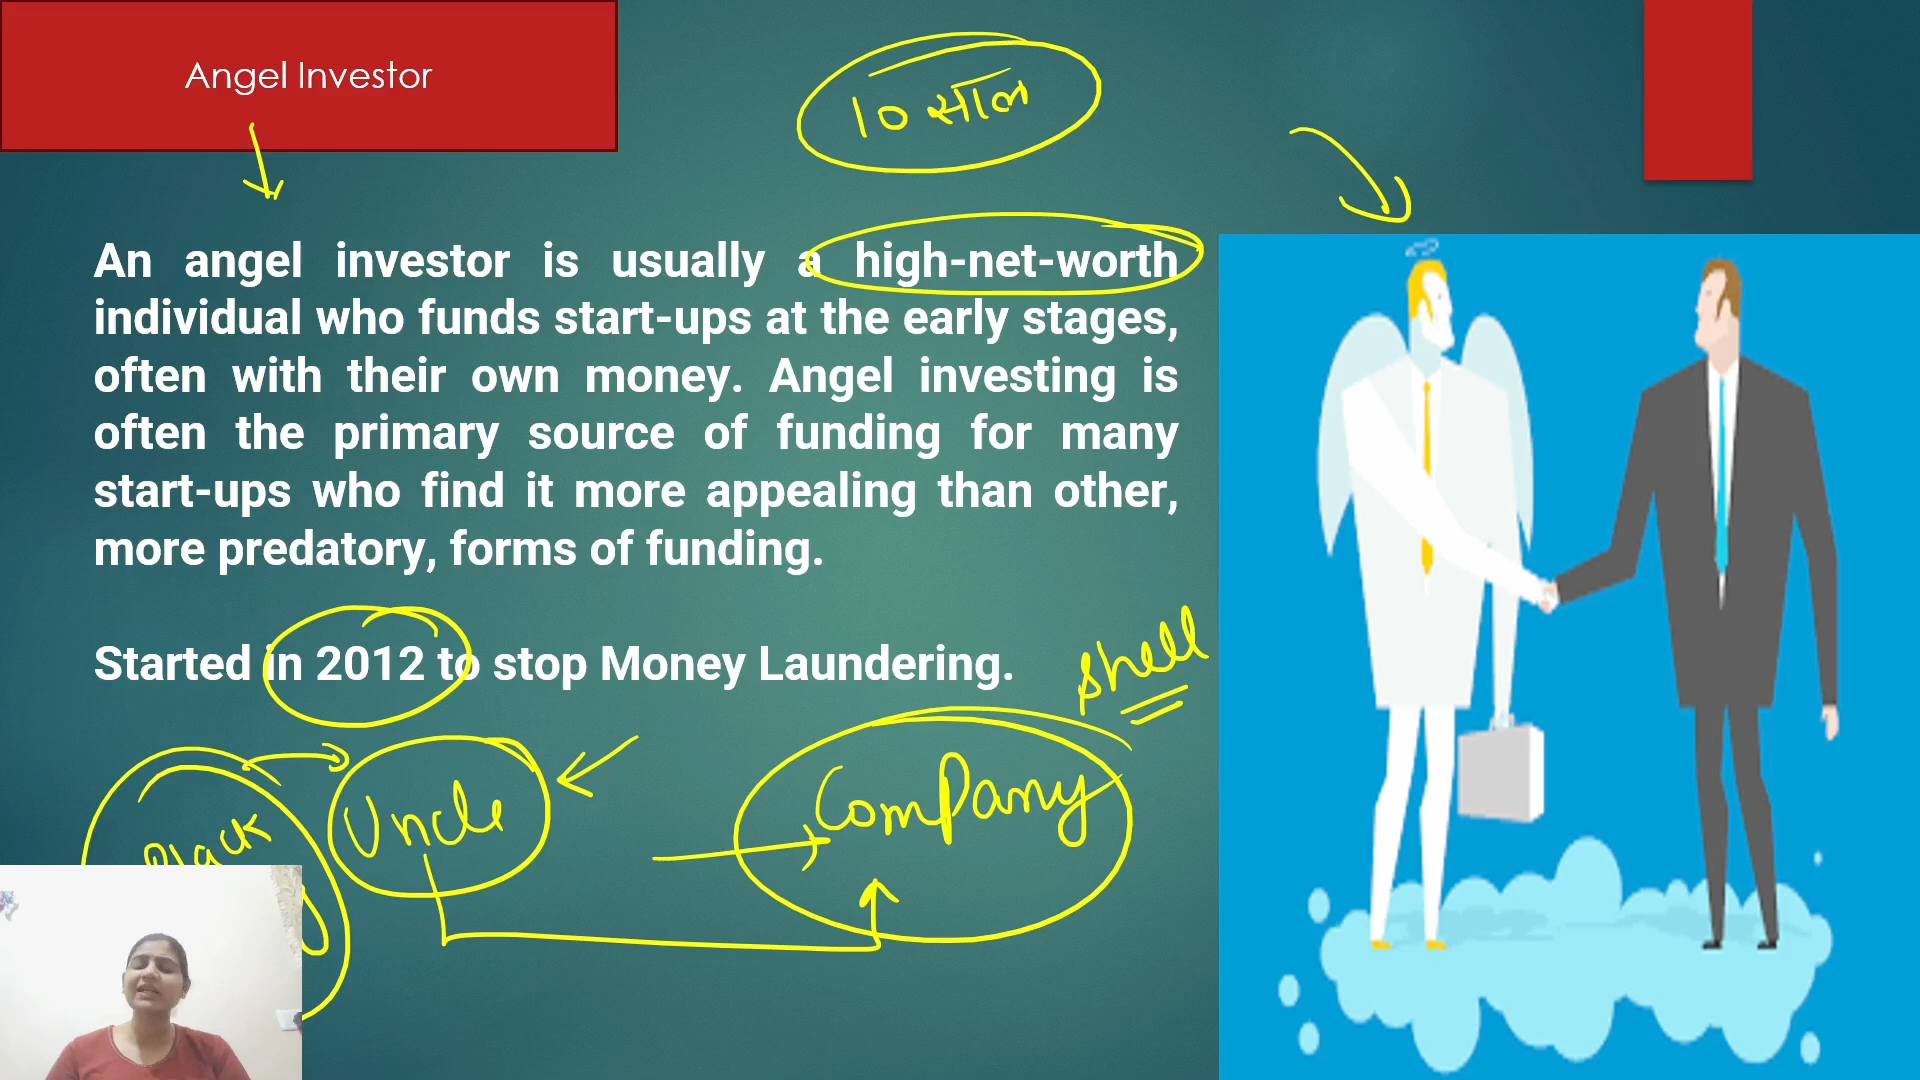 Angel Investor
10 साल
An angel investor is usually a high-net-worth
individual who funds start-ups at the early stages,
often with their own money. Angel investing is
often the primary source of funding for many
start-ups who find it more appealing than other,
more predatory, forms of funding.
Started in 2012 to stop Money Laundering.
Shell
Black
Uncle
Company